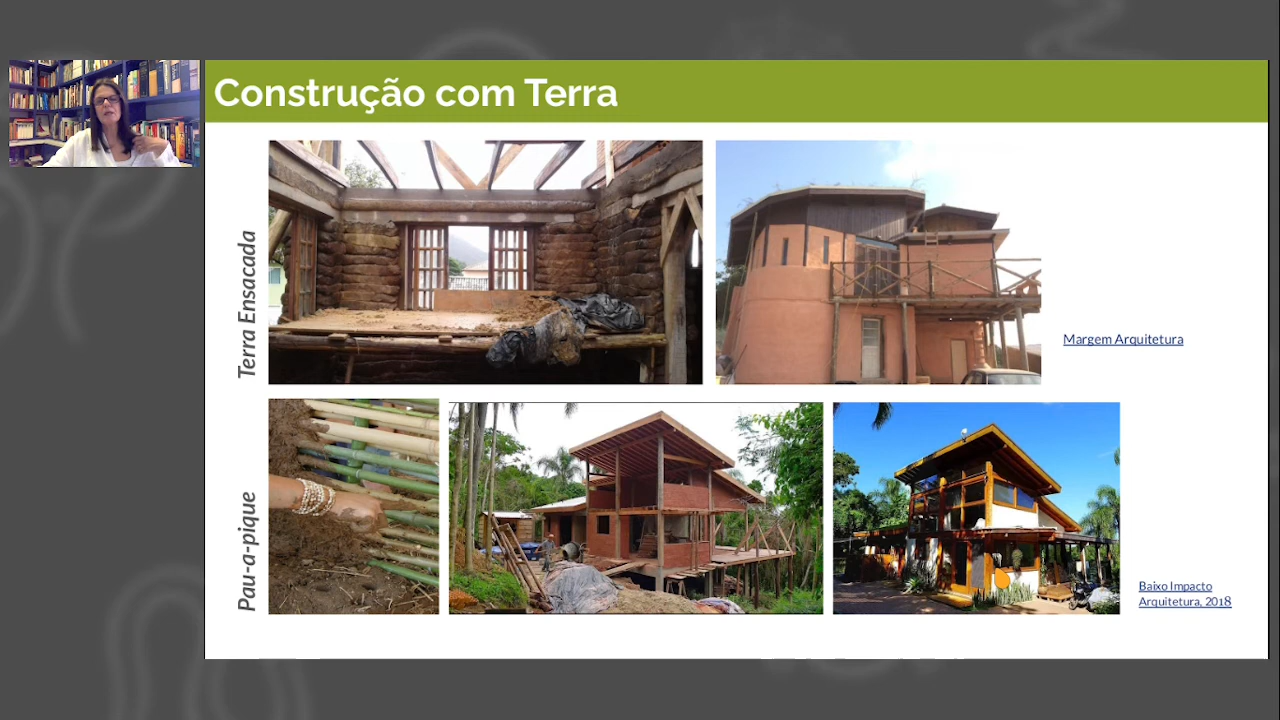 Construção com Terra
Terra Ensacada
Margem Arquitetura
Pau-a-pique
Baixo Impacto
Arquitetura, 2018